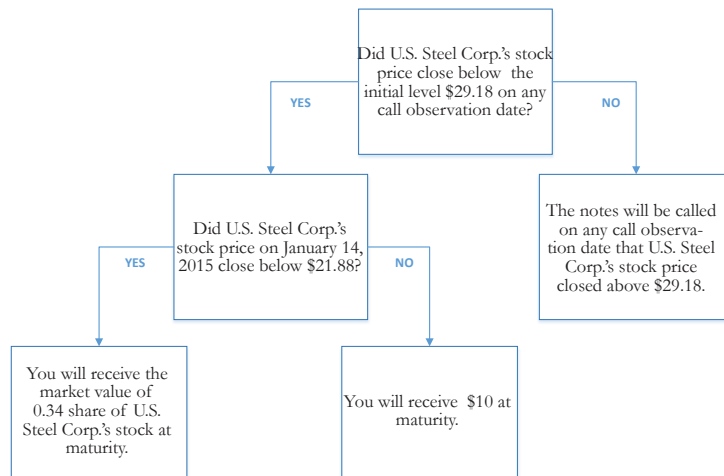 Did U.S. Steel Corp.'s stock
price close below the
initial level $29.18 on any
call observation date?
YES
NO
Did U.S. Steel Corp.'s
stock price on January 14,
2015 close below $21.88?
The notes will be called
on any call observa-
tion date that U.S. Steel
Corp.'s stock price
closed above $29.18.
YES
NO
You will receive the
market value of
0.34 share of U.S.
Steel Corp.'s stock at
maturity.
You will receive $10 at
maturity.